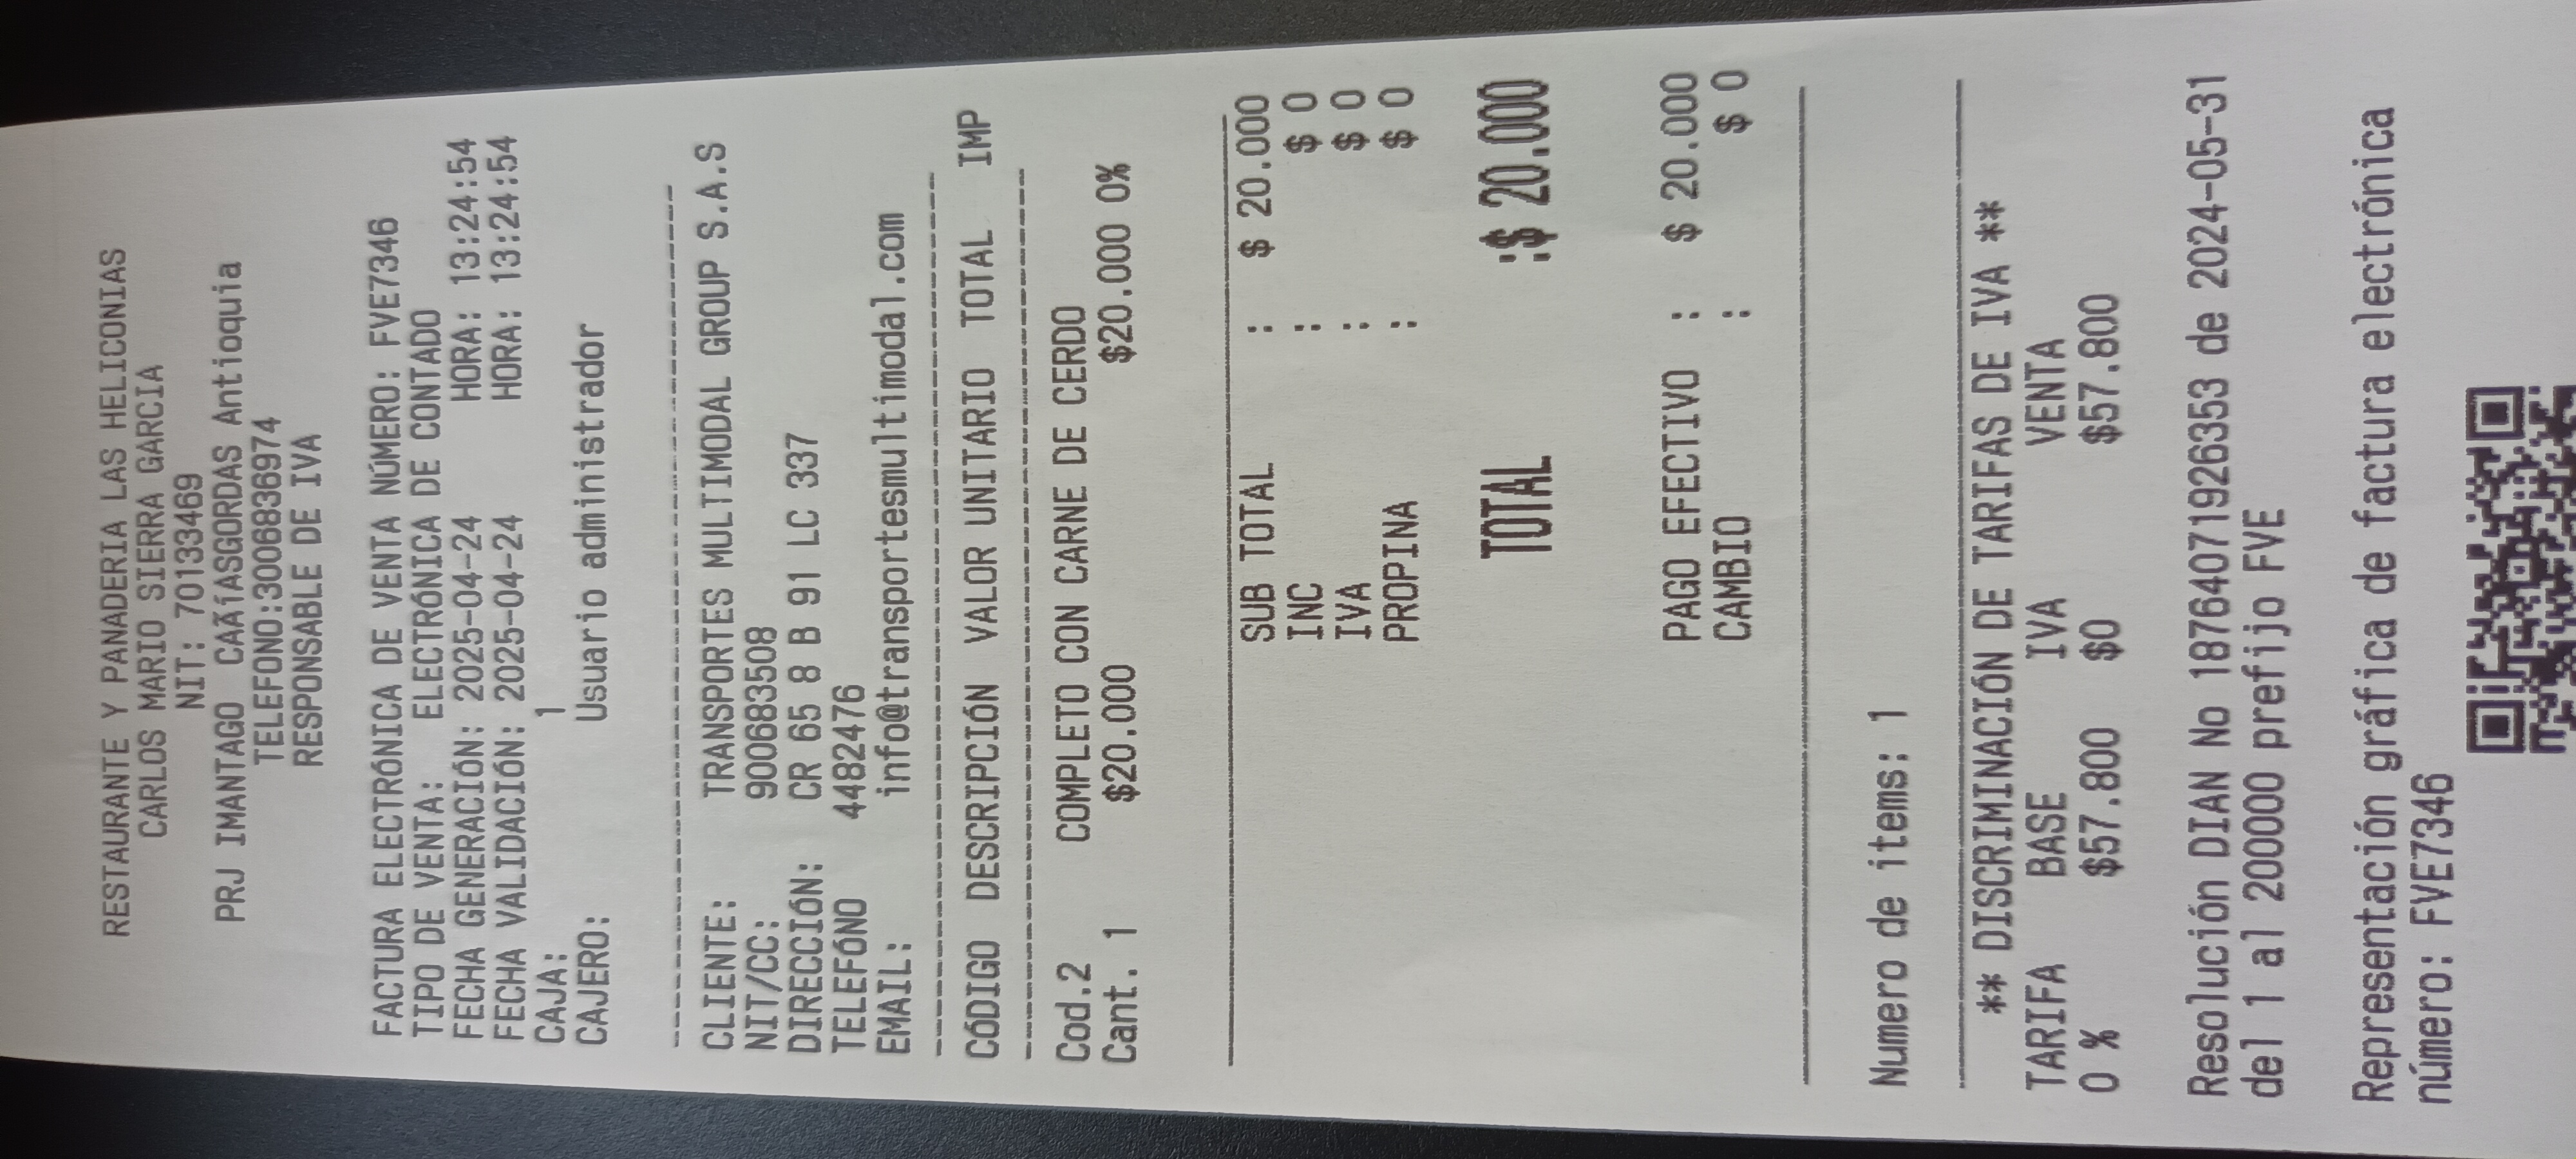 RESTAURANTE Y PANADERIA LAS HELICONIAS
CARLOS MARIO SIERRA GARCIA
NIT: 70133469
PRJ IMANTAGO CAÃÍASGORDAS Antioquia
TELEFONO:3006836974
RESPONSABLE DE IVA
FACTURA ELECTRÓNICA DE VENTA NÚMERO: FVE7346
TIPO DE VENTA: ELECTRÓNICA DE CONTADO
FECHA GENERACIÓN: 2025-04-24 HORA: 13:24:54
FECHA VALIDACIÓN: 2025-04-24 HORA: 13:24:54
CAJA: 1
CAJERO: Usuario administrador
CLIENTE: TRANSPORTES MULTIMODAL GROUP S.A.S
NIT/CC: 900683508
DIRECCIÓN: CR 65 8 B 91 LC 337
TELEFÓNO 4482476
EMAIL: info@transportesmultimodal.com
CÓDIGO DESCRIPCIÓN VALOR UNITARIO TOTAL IMP
Cod.2 COMPLETO CON CARNE DE CERDO
Cant. 1 $20.000 $20.000 0%
SUB TOTAL : $ 20.000
INC : $ 0
IVA : $ 0
PROPINA : $ 0
TOTAL :$ 20.000
PAGO EFECTIVO : $ 20.000
CAMBIO : $ 0
Numero de items: 1
** DISCRIMINACIÓN DE TARIFAS DE IVA **
TARIFA BASE IVA VENTA
0 % $57.800 $0 $57.800
Resolución DIAN No 18764071926353 de 2024-05-31
del 1 al 2000000 prefijo FVE
Representación gráfica de factura electrónica
número: FVE7346